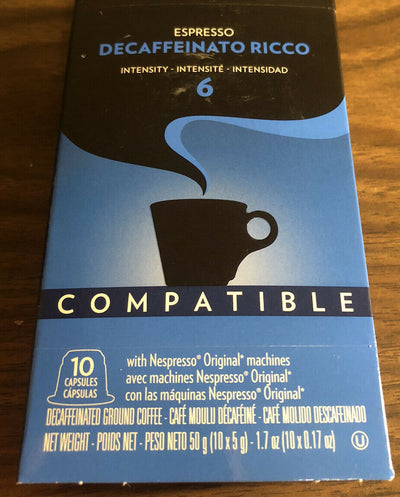 ESPRESSO
DECAFFEINATO RICCO
INTENSITY - INTENSITÉ - INTENSIDAD
6
COMPATIBLE
10
CAPSULES
CÁPSULAS
with Nespresso® Original* machines
avec machines Nespresso® Original*
con las máquinas Nespresso® Original*
DECAFFEINATED GROUND COFFEE - CAFÉ MOULU DÉCAFÉINÉ - CAFÉ MOLIDO DESCAFEINADO
NET WEIGHT - POIDS NET - PESO NETO 50 g (10 x 5 g) - 1.7 oz (10 x 0.17 oz) U